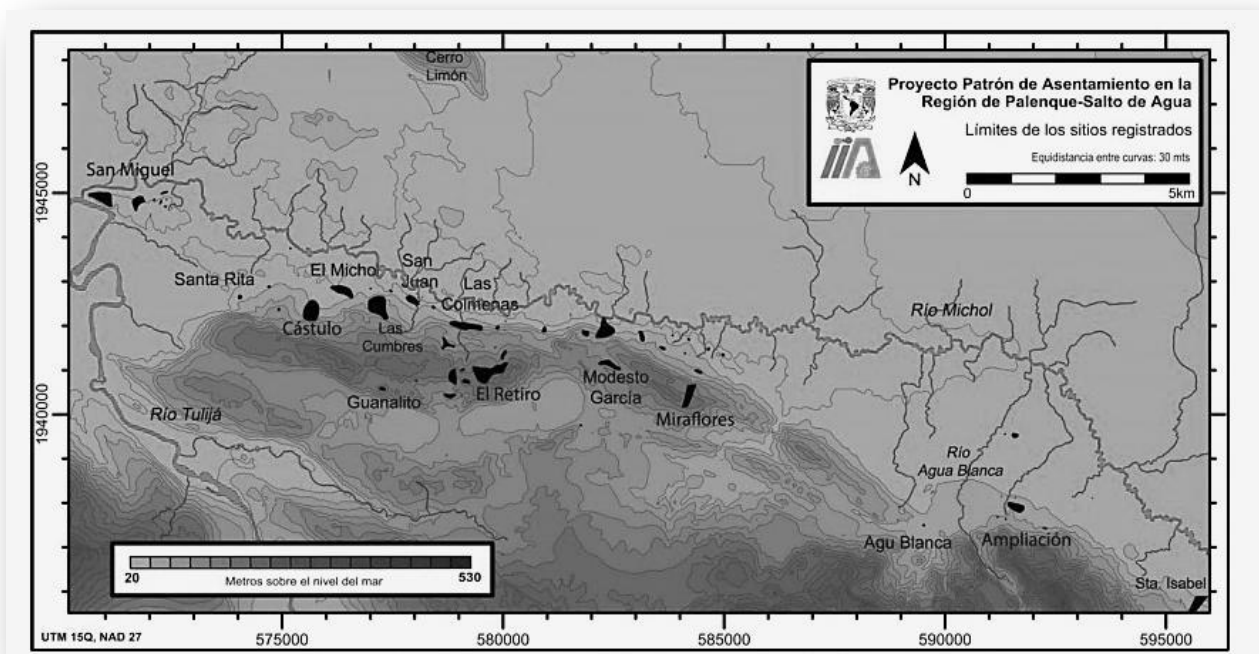 Cerro
Limón
Proyecto Patrón de Asentamiento en la
Región de Palenque-Salto de Agua
Límites de los sitios registrados
Equidistancia entre curvas: 30 mts
N
0 5km
San Miguel
1945000
Santa Rita
El Michol
San
Juan
Las
Colmenas
Cástulo
Las
Cumbres
Río Michol
Guanalito
El Retiro
Modesto
García
Miraflores
1940000
Río Tulijá
Río
Agua Blanca
Agu Blanca
Ampliación
Sta. Isabel
20 Metros sobre el nivel del mar 530
UTM 15Q, NAD 27
575000 580000 585000 590000 595000